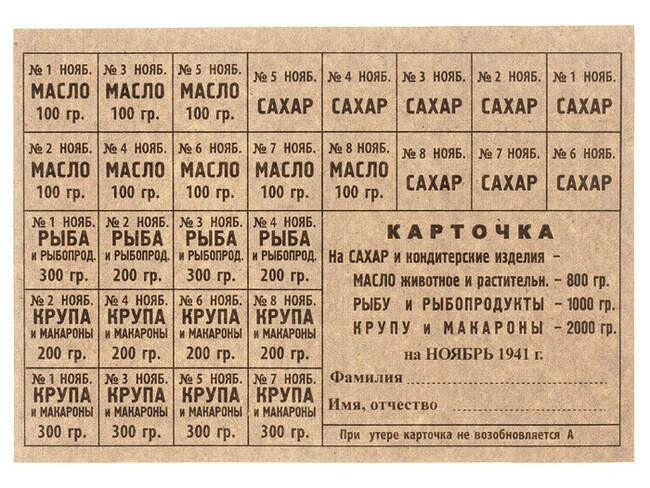 № 1 НОЯБ.
МАСЛО
100 гр.
№ 3 НОЯБ.
МАСЛО
100 гр.
№ 5 НОЯБ.
МАСЛО
100 гр.
№ 5 НОЯБ.
САХАР
№ 4 НОЯБ.
САХАР
№ 3 НОЯБ.
САХАР
№ 2 НОЯБ.
САХАР
№ 1 НОЯБ.
САХАР
№ 2 НОЯБ.
МАСЛО
100 гр.
№ 4 НОЯБ.
МАСЛО
100 гр.
№ 6 НОЯБ.
МАСЛО
100 гр.
№ 7 НОЯБ.
МАСЛО
100 гр.
№ 8 НОЯБ.
МАСЛО
100 гр.
№ 8 НОЯБ.
САХАР
№ 7 НОЯБ.
САХАР
№ 6 НОЯБ.
САХАР
№ 1 НОЯБ.
РЫБА
и РЫБОПРОД.
300 гр.
№ 2 НОЯБ.
РЫБА
и РЫБОПРОД.
200 гр.
№ 3 НОЯБ.
РЫБА
и РЫБОПРОД.
300 гр.
№ 4 НОЯБ.
РЫБА
и РЫБОПРОД.
200 гр.
№ 2 НОЯБ.
КРУПА
и МАКАРОНЫ
200 гр.
№ 4 НОЯБ.
КРУПА
и МАКАРОНЫ
200 гр.
№ 6 НОЯБ.
КРУПА
и МАКАРОНЫ
200 гр.
№ 8 НОЯБ.
КРУПА
и МАКАРОНЫ
200 гр.
№ 1 НОЯБ.
КРУПА
и МАКАРОНЫ
300 гр.
№ 3 НОЯБ.
КРУПА
и МАКАРОНЫ
300 гр.
№ 5 НОЯБ.
КРУПА
и МАКАРОНЫ
300 гр.
№ 7 НОЯБ.
КРУПА
и МАКАРОНЫ
300 гр.
КАРТОЧКА
На САХАР и кондитерские изделия –
МАСЛО животное и растительн. – 800 гр.
РЫБУ и РЫБОПРОДУКТЫ – 1000 гр.
КРУПУ и МАКАРОНЫ – 2000 гр.
на НОЯБРЬ 1941 г.
Фамилия
Имя, отчество
При утере карточка не возобновляется А